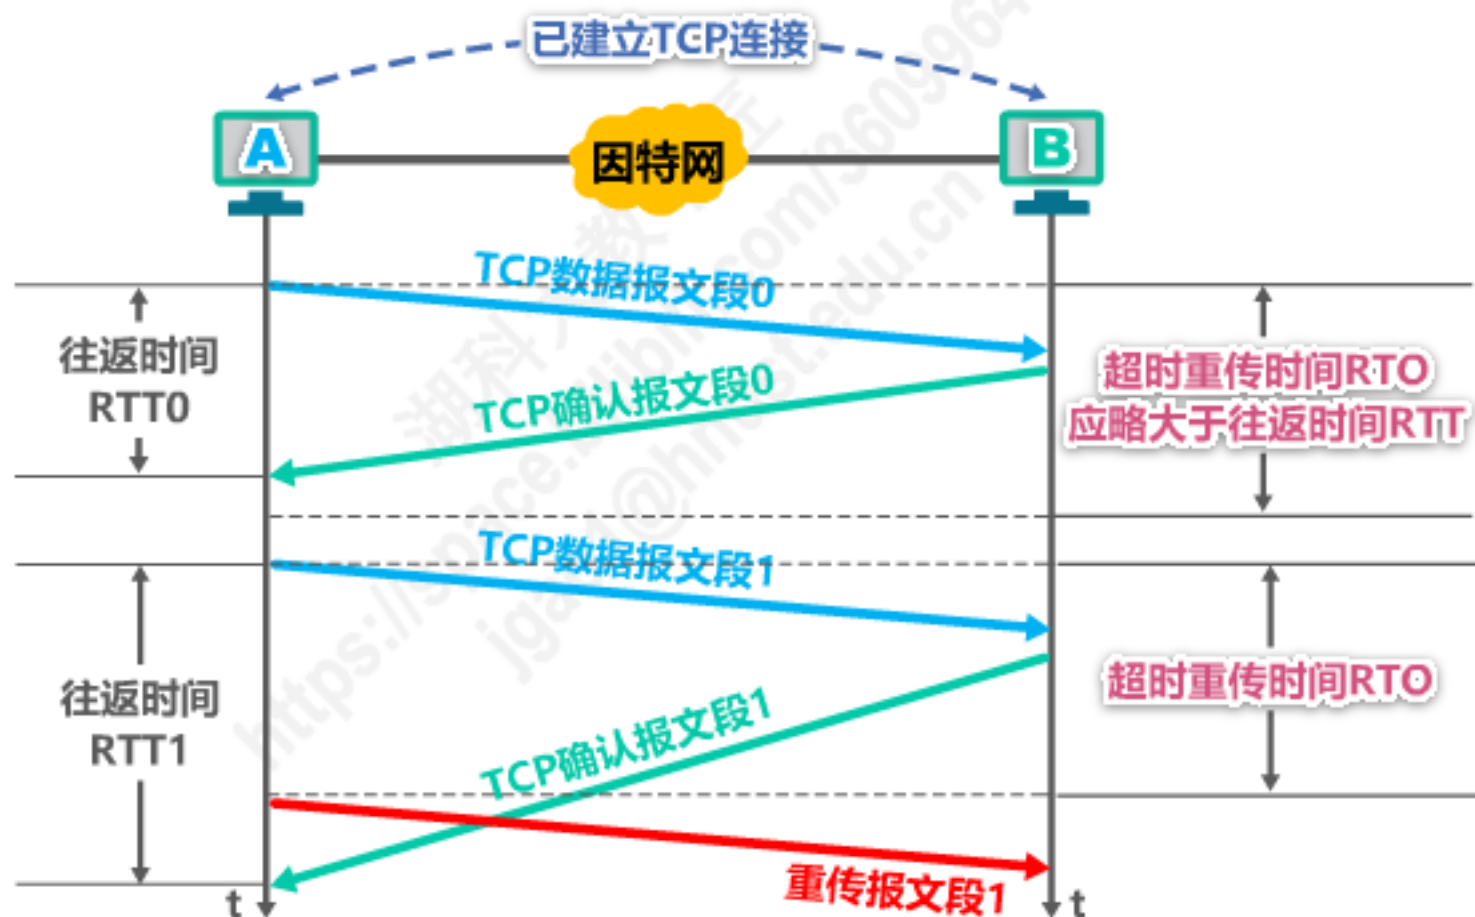 已建立TCP连接
A
因特网
B
TCP数据报文段0
往返时间
RTT0
TCP确认报文段0
超时重传时间RTO
应略大于往返时间RTT
TCP数据报文段1
往返时间
RTT1
TCP确认报文段1
超时重传时间RTO
重传报文段1
t
t